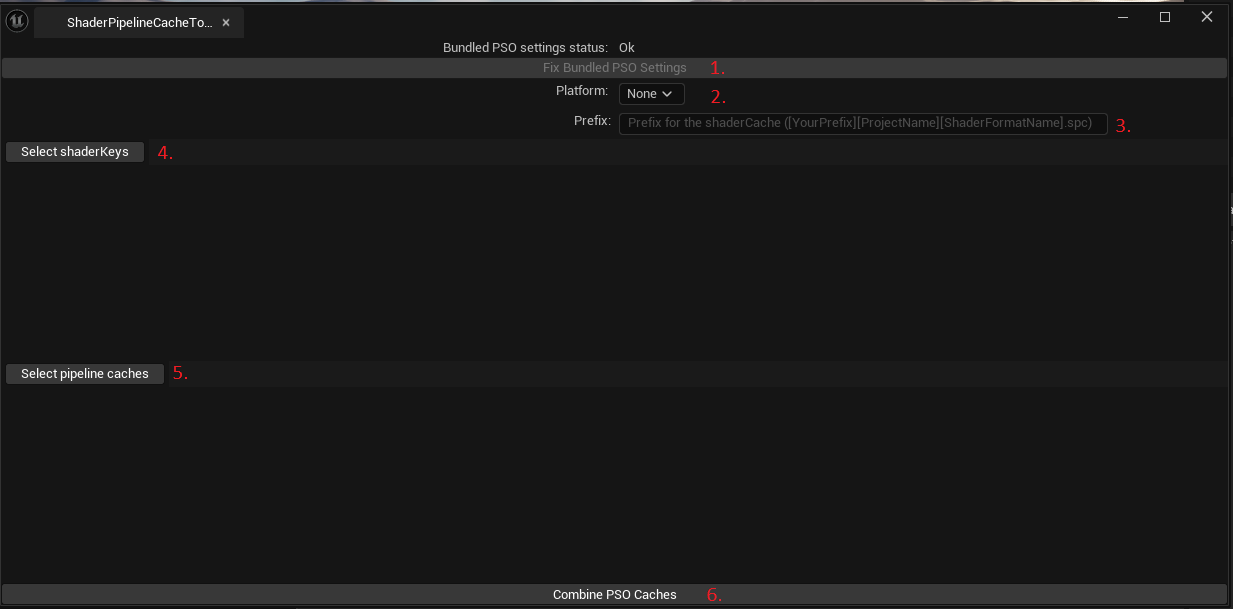 ShaderPipelineCacheTo...
Bundled PSO settings status: Ok
Fix Bundled PSO Settings 1.
Platform: None 2.
Prefix: Prefix for the shaderCache ([YourPrefix][ProjectName][ShaderFormatName].spc) 3.
Select shaderKeys 4.
Select pipeline caches 5.
Combine PSO Caches 6.